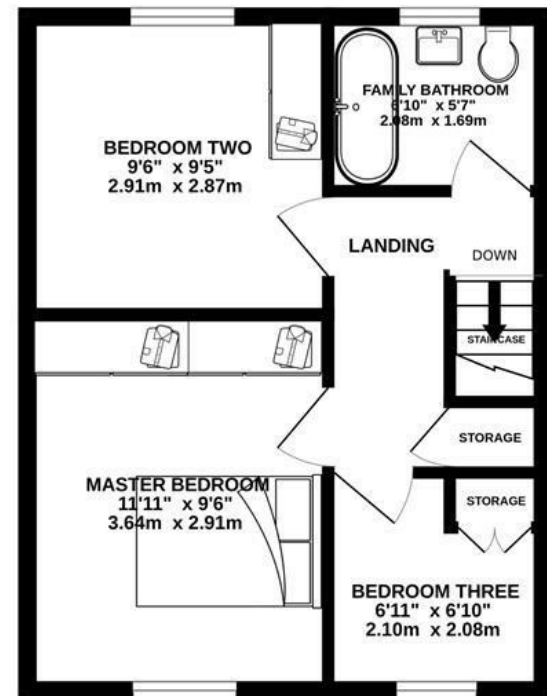 FAMILY BATHROOM
6'10" x 5'7"
2.08m x 1.69m
BEDROOM TWO
9'6" x 9'5"
2.91m x 2.87m
LANDING
DOWN
STAIRCASE
STORAGE
MASTER BEDROOM
11'11" x 9'6"
3.64m x 2.91m
STORAGE
BEDROOM THREE
6'11" x 6'10"
2.10m x 2.08m